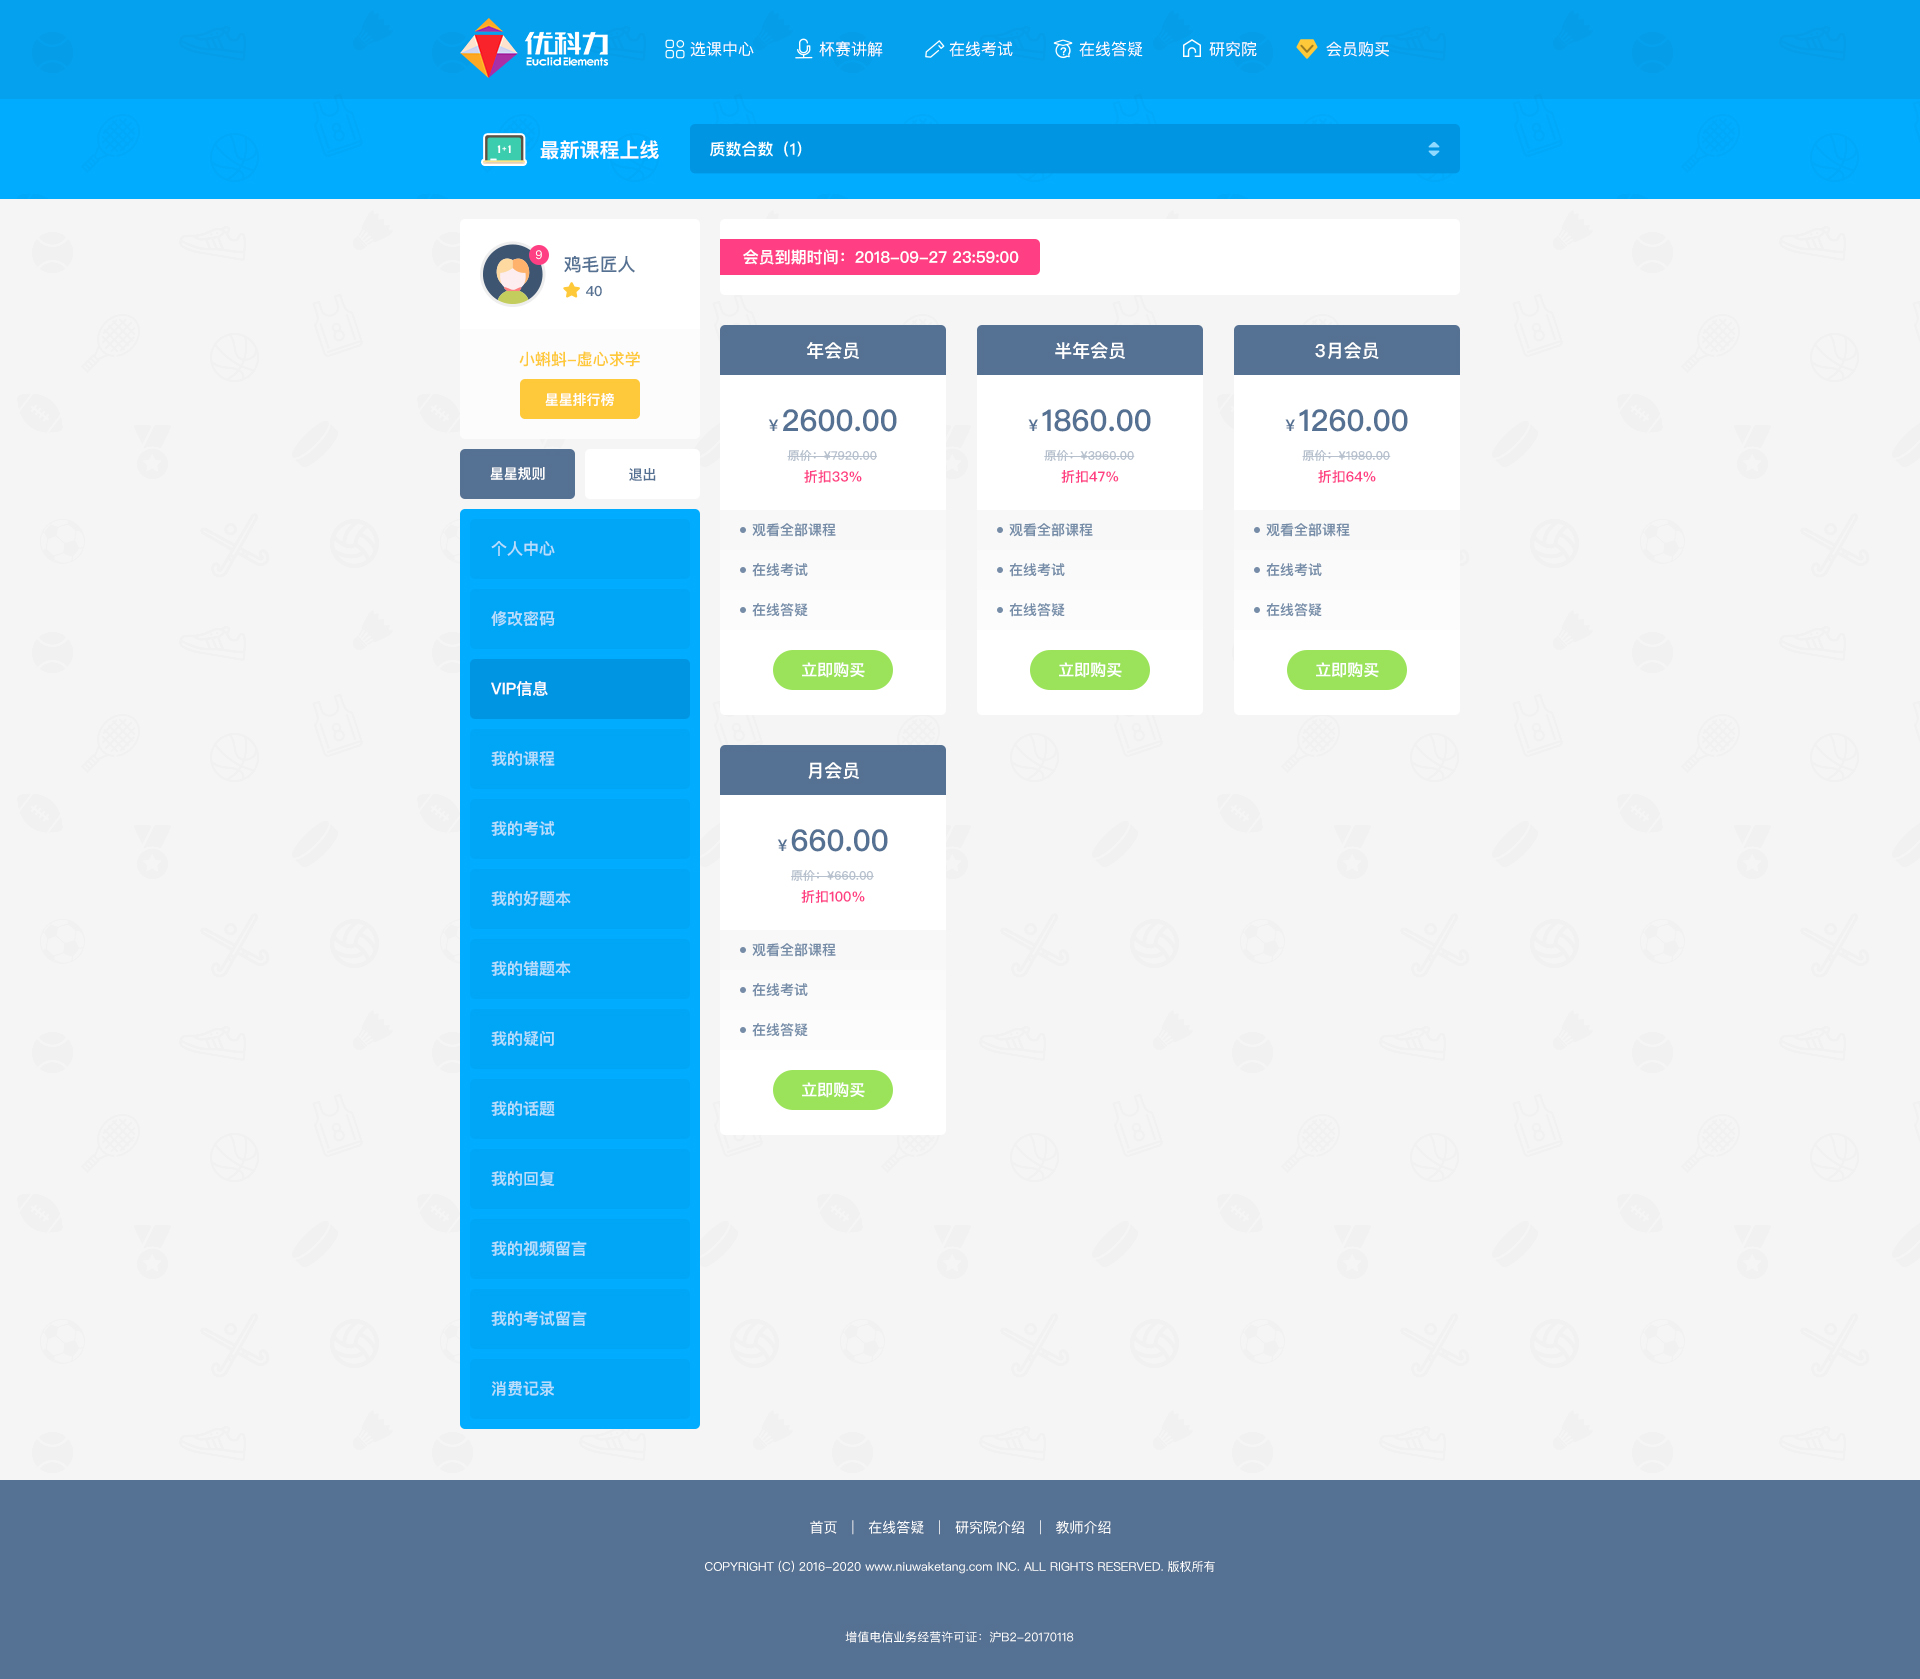 优科力
Euclid Elements
选课中心
杯赛讲解
在线考试
在线答疑
研究院
会员购买
1+1
最新课程上线
质数合数（1）
9
鸡毛匠人
40
小蝌蚪-虚心求学
星星排行榜
星星规则
退出
个人中心
修改密码
VIP信息
我的课程
我的考试
我的好题本
我的错题本
我的疑问
我的话题
我的回复
我的视频留言
我的考试留言
消费记录
会员到期时间：2018-09-27 23:59:00
年会员
¥2600.00
原价：¥7920.00
折扣33%
观看全部课程
在线考试
在线答疑
立即购买
半年会员
¥1860.00
原价：¥3960.00
折扣47%
观看全部课程
在线考试
在线答疑
立即购买
3月会员
¥1260.00
原价：¥1980.00
折扣64%
观看全部课程
在线考试
在线答疑
立即购买
月会员
¥660.00
原价：¥660.00
折扣100%
观看全部课程
在线考试
在线答疑
立即购买
首页 | 在线答疑 | 研究院介绍 | 教师介绍
COPYRIGHT (C) 2016-2020 www.niuwaketang.com INC. ALL RIGHTS RESERVED. 版权所有
增值电信业务经营许可证：沪B2-20170118